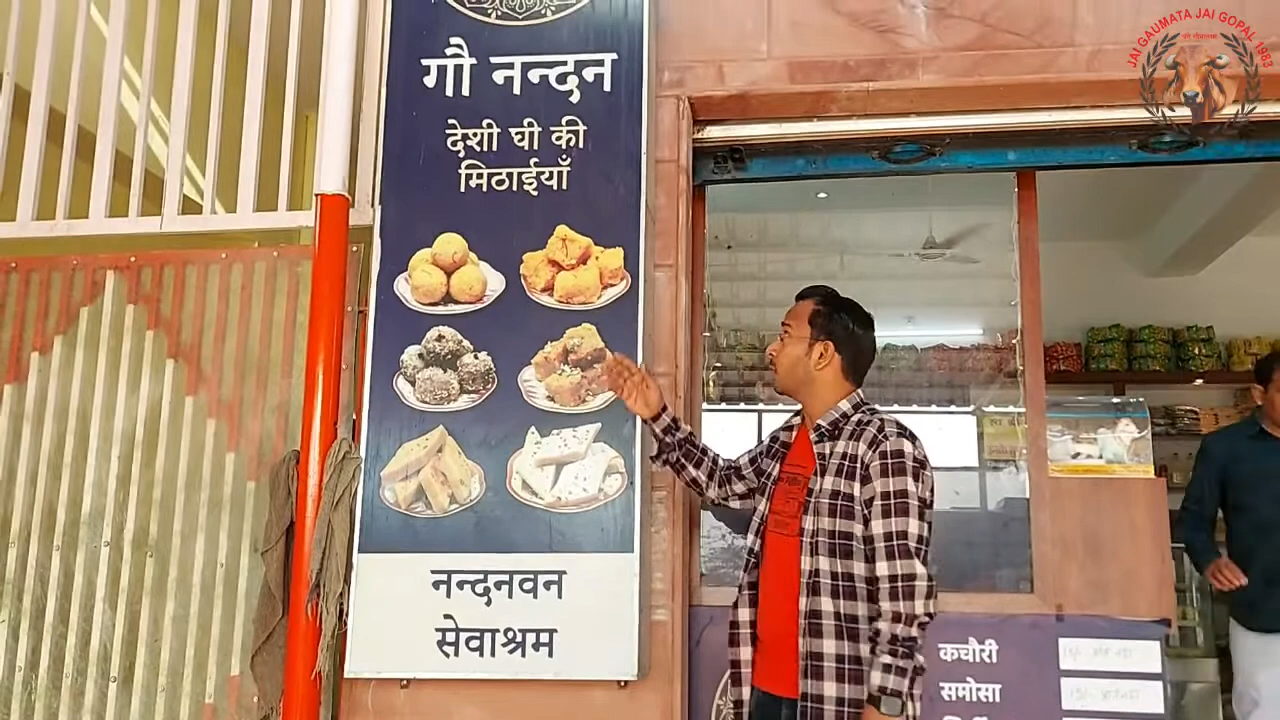 गौ नन्दन
देशी घी की
मिठाईयाँ
नन्दनवन
सेवाश्रम
JAI GAUMATA JAI GOPAL 1983
कचौरी
समोसा